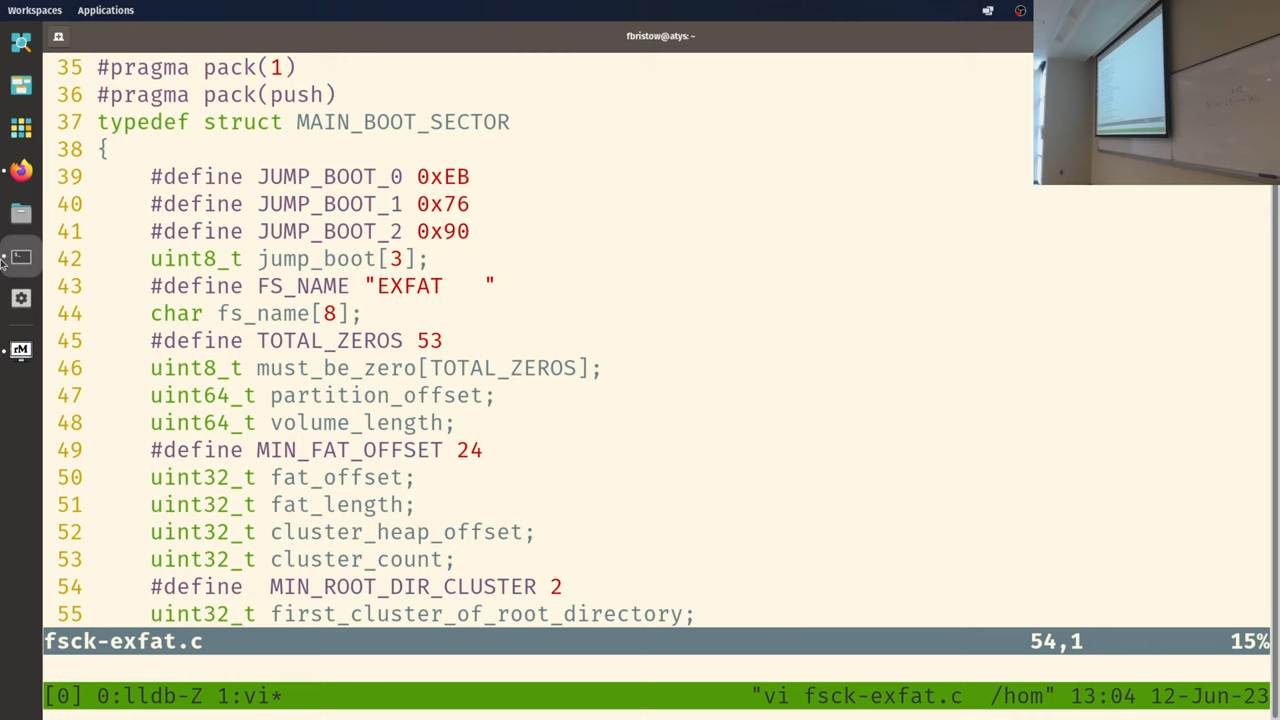 Workspaces Applications
fbristow@atys: ~
35 #pragma pack(1)
36 #pragma pack(push)
37 typedef struct MAIN_BOOT_SECTOR
38 {
39     #define JUMP_BOOT_0 0xEB
40     #define JUMP_BOOT_1 0x76
41     #define JUMP_BOOT_2 0x90
42     uint8_t jump_boot[3];
43     #define FS_NAME "EXFAT   "
44     char fs_name[8];
45     #define TOTAL_ZEROS 53
46     uint8_t must_be_zero[TOTAL_ZEROS];
47     uint64_t partition_offset;
48     uint64_t volume_length;
49     #define MIN_FAT_OFFSET 24
50     uint32_t fat_offset;
51     uint32_t fat_length;
52     uint32_t cluster_heap_offset;
53     uint32_t cluster_count;
54     #define  MIN_ROOT_DIR_CLUSTER 2
55     uint32_t first_cluster_of_root_directory;
fsck-exfat.c 54,1 15%
[0] 0:lldb-Z 1:vi* "vi fsck-exfat.c  /hom" 13:04 12-Jun-23
rM